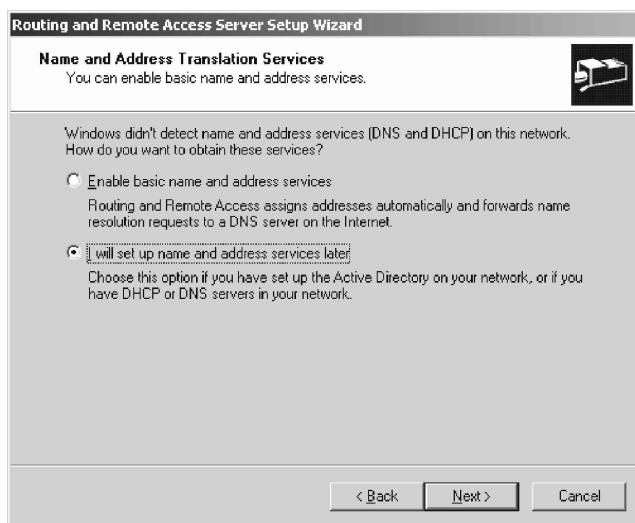 Routing and Remote Access Server Setup Wizard
Name and Address Translation Services
You can enable basic name and address services.
Windows didn't detect name and address services (DNS and DHCP) on this network.
How do you want to obtain these services?
Enable basic name and address services
Routing and Remote Access assigns addresses automatically and forwards name
resolution requests to a DNS server on the Internet.
I will set up name and address services later
Choose this option if you have set up the Active Directory on your network, or if you
have DHCP or DNS servers in your network.
< Back Next > Cancel